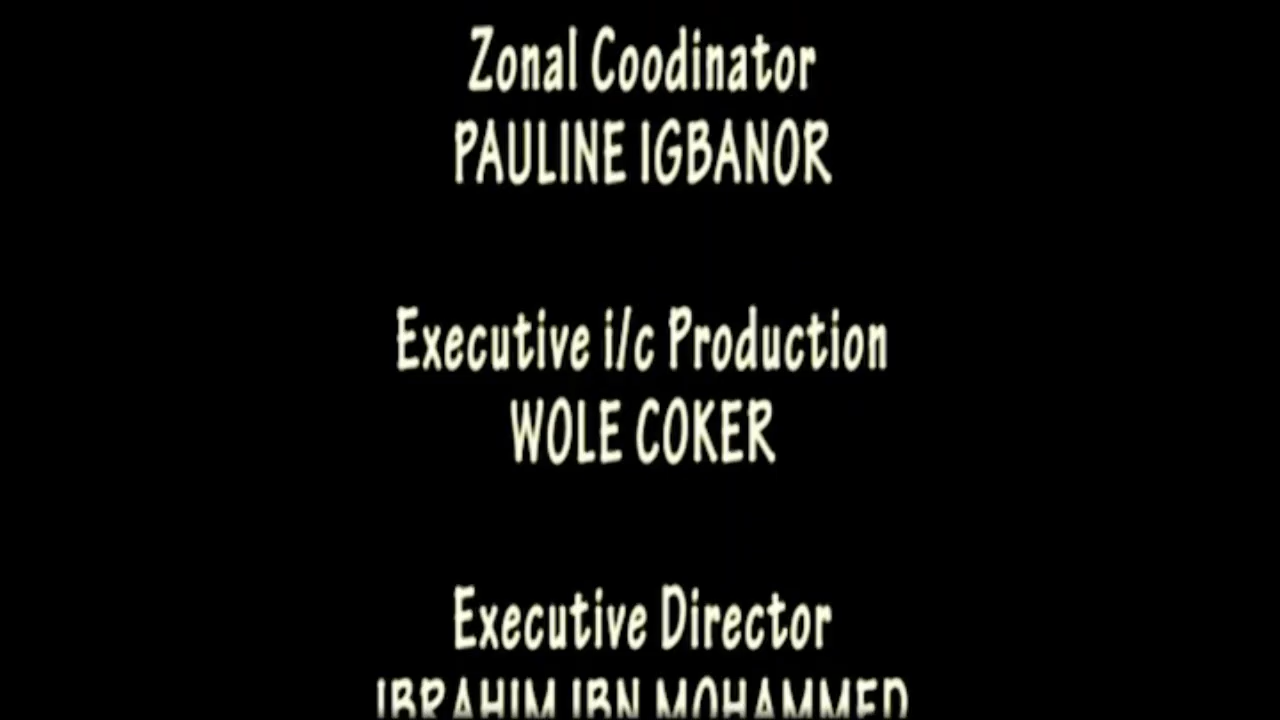 Zonal Coodinator
PAULINE IGBANOR
Executive i/c Production
WOLE COKER
Executive Director
IBRAHIM IBN MOHAMMED